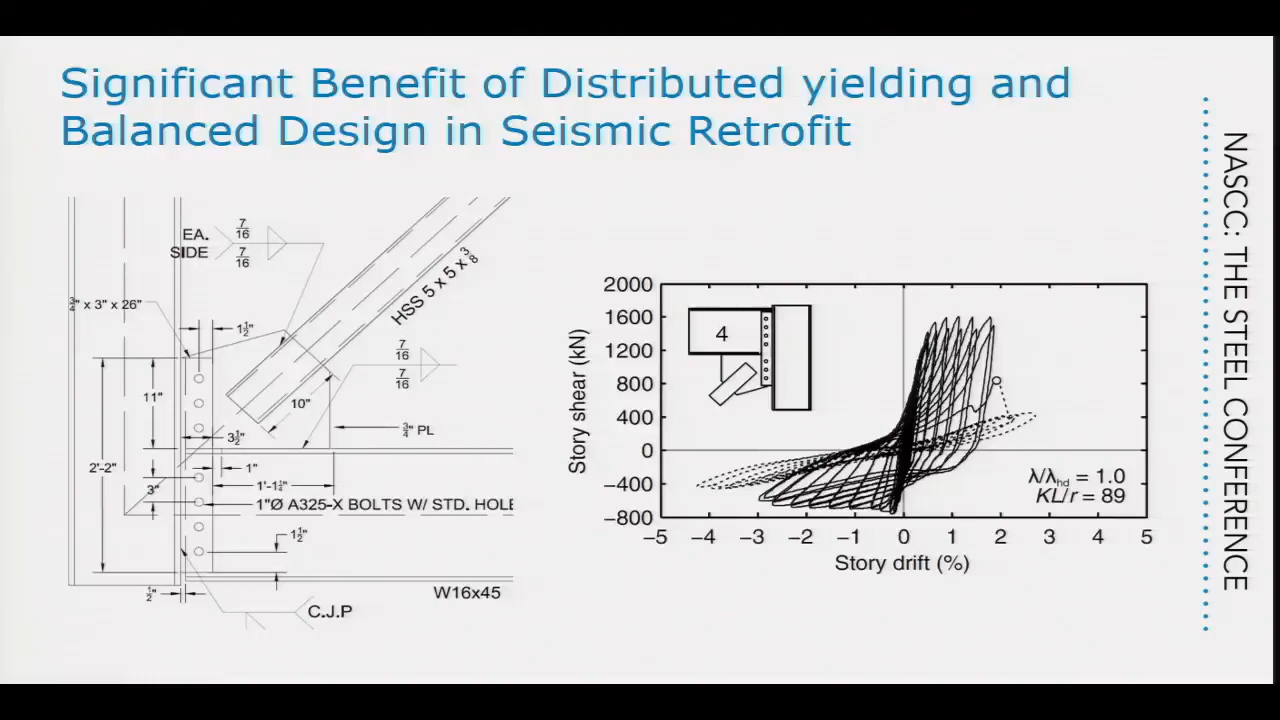 Significant Benefit of Distributed yielding and
Balanced Design in Seismic Retrofit
EA.
SIDE
7/16
7/16
3/4" x 3" x 26"
1 1/2"
HSS 5 x 5 x 3/8
7/16
7/16
11"
10"
3 1/2"
3/4" PL
2'-2"
1"
3"
1'-1 1/4"
1"Ø A325-X BOLTS W/ STD. HOLE
1 1/2"
1/2"
W16x45
C.J.P
2000
1600
1200
800
400
0
−400
−800
Story shear (kN)
4
λ/λhd = 1.0
KL/r = 89
−5 −4 −3 −2 −1 0 1 2 3 4 5
Story drift (%)
NASCC: THE STEEL CONFERENCE